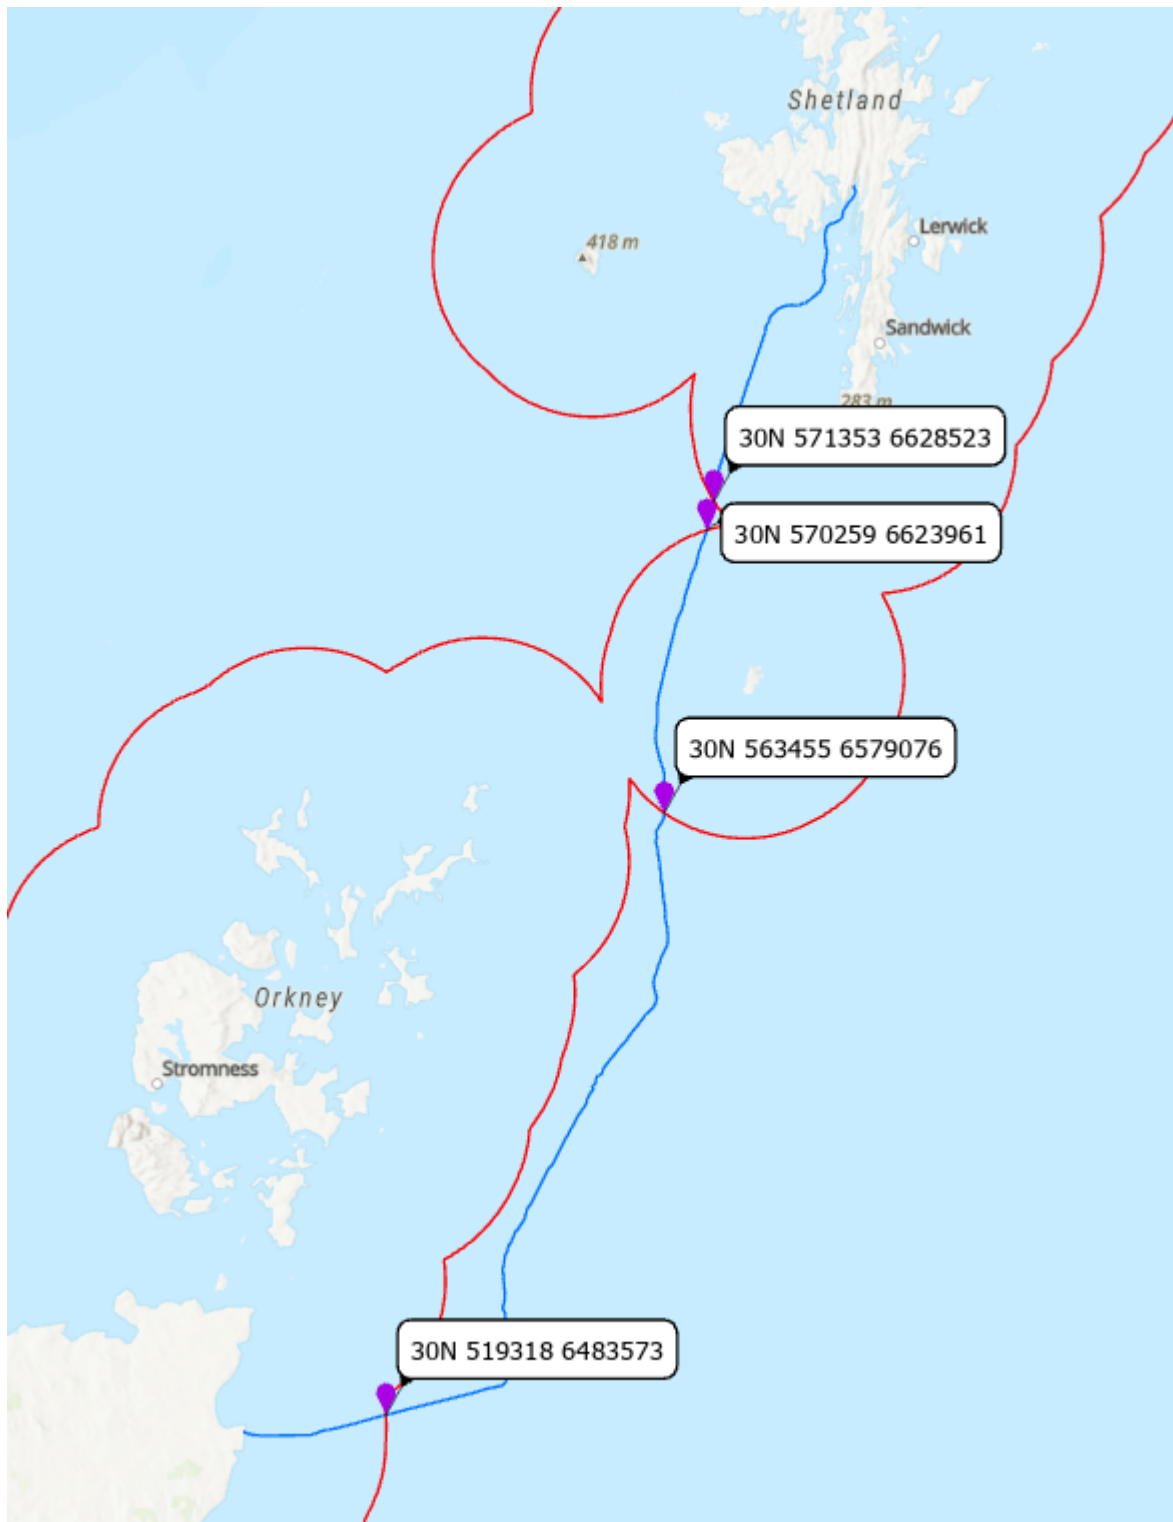 Shetland
Lerwick
418 m
Sandwick
283 m
30N 571353 6628523
30N 570259 6623961
30N 563455 6579076
Orkney
Stromness
30N 519318 6483573